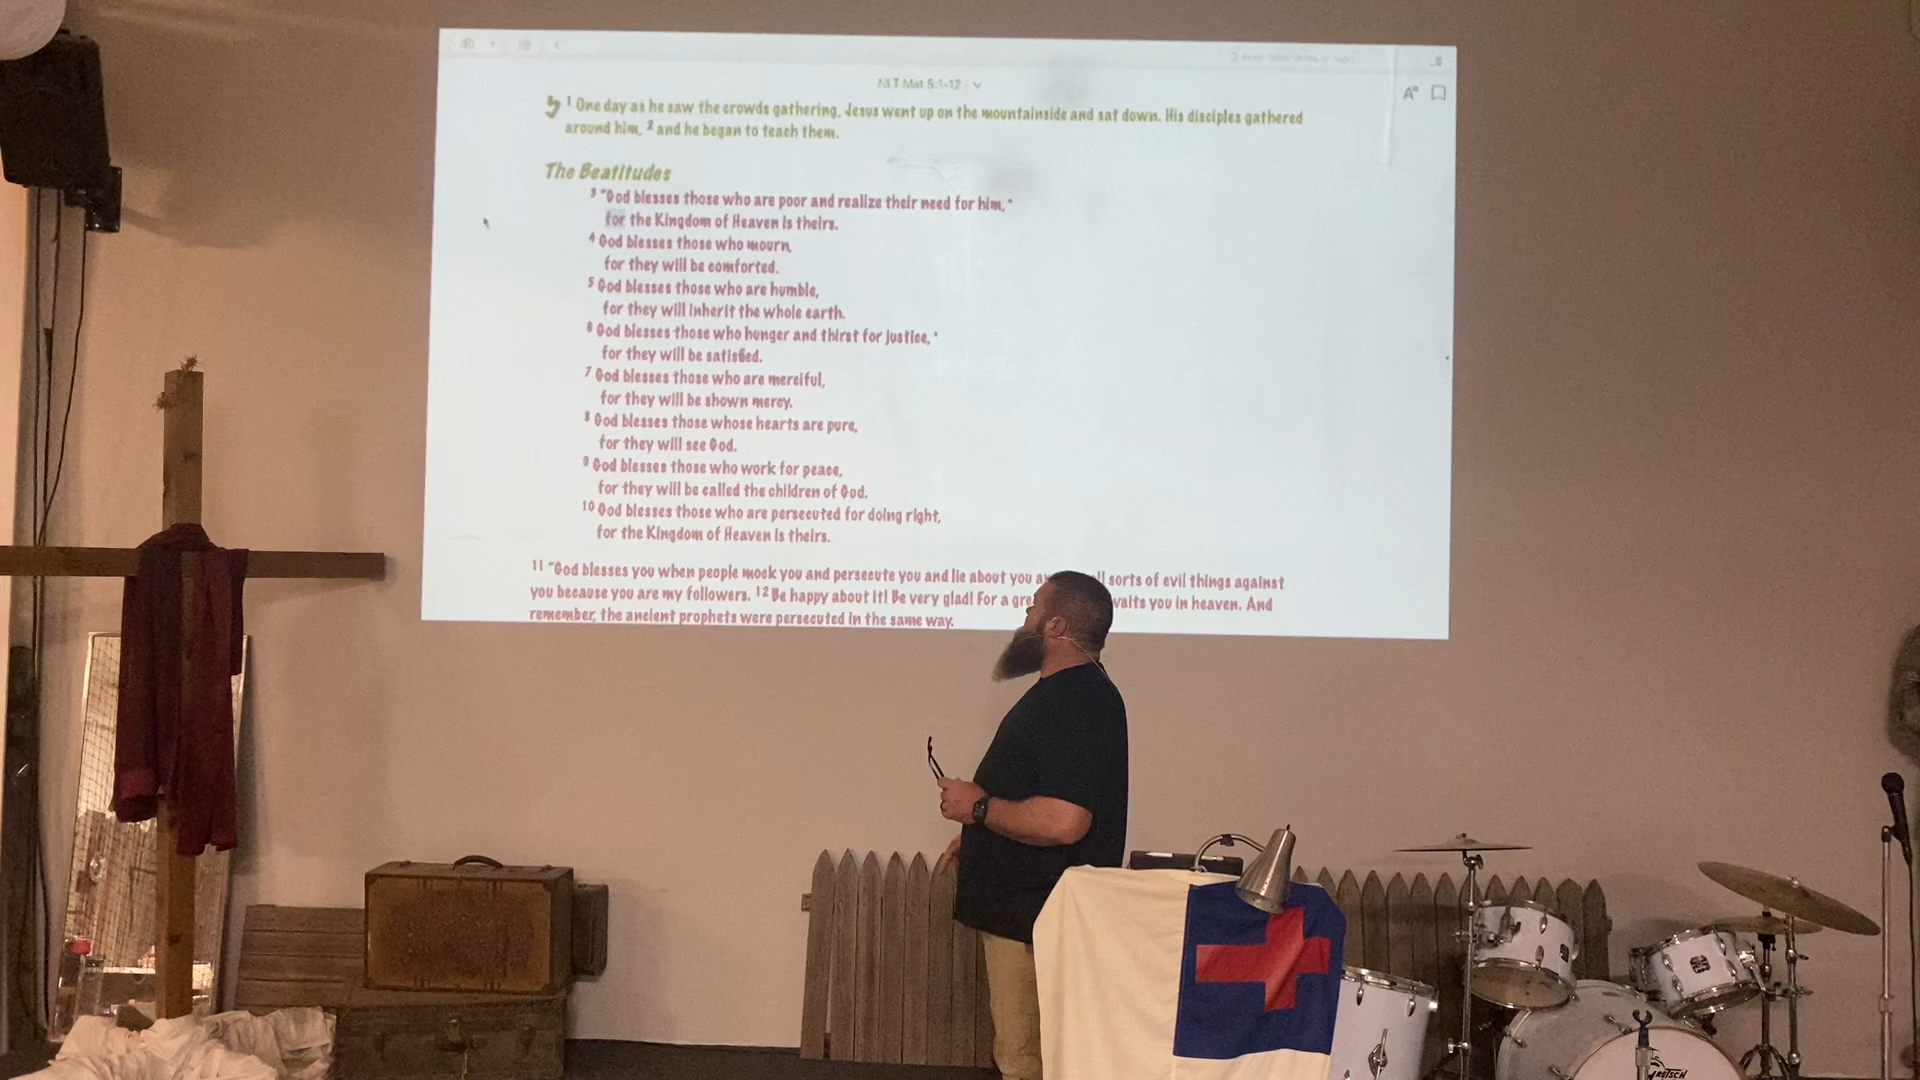 NLT Mat 5:1-12
5 1 One day as he saw the crowds gathering, Jesus went up on the mountainside and sat down. His disciples gathered
around him, 2 and he began to teach them.
The Beatitudes
3 "God blesses those who are poor and realize their need for him,*
for the Kingdom of Heaven is theirs.
4 God blesses those who mourn,
for they will be comforted.
5 God blesses those who are humble,
for they will inherit the whole earth.
6 God blesses those who hunger and thirst for justice,*
for they will be satisfied.
7 God blesses those who are merciful,
for they will be shown mercy.
8 God blesses those whose hearts are pure,
for they will see God.
9 God blesses those who work for peace,
for they will be called the children of God.
10 God blesses those who are persecuted for doing right,
for the Kingdom of Heaven is theirs.
11 "God blesses you when people mock you and persecute you and lie about you sorts of evil things against
you because you are my followers. 12 Be happy about it! Be very glad! For a you in heaven. And
remember, the ancient prophets were persecuted in the same way.
GRETSCH